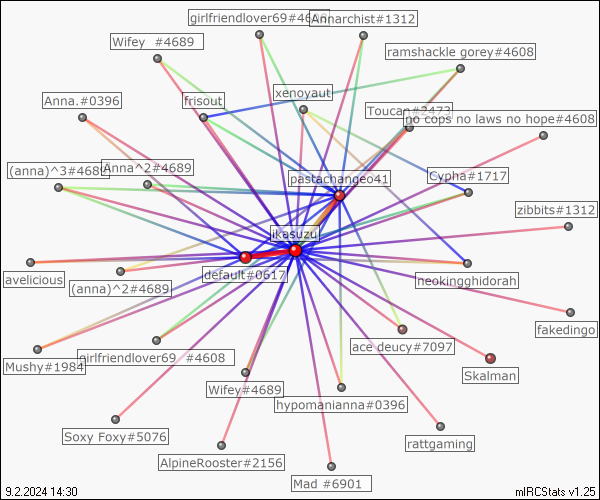 girlfriendlover69#4608
Annarchist#1312
Wifey #4689
ramshackle gorey#4608
xenoyaut
Anna.#0396
frisout
Toucan#2473
no cops no laws no hope#4608
(anna)^3#4689
Anna^2#4689
pastachangeo41
Cypha#1717
zibbits#1312
ikasuzu
avelicious
(anna)^2#4689
default#0617
neokingghidorah
fakedingo
Mushy#1984
girlfriendlover69 #4608
ace deucy#7097
Skalman
Wifey#4689
hypomanianna#0396
Soxy Foxy#5076
rattgaming
AlpineRooster#2156
Mad #6901
9.2.2024 14:30
mIRCStats v1.25